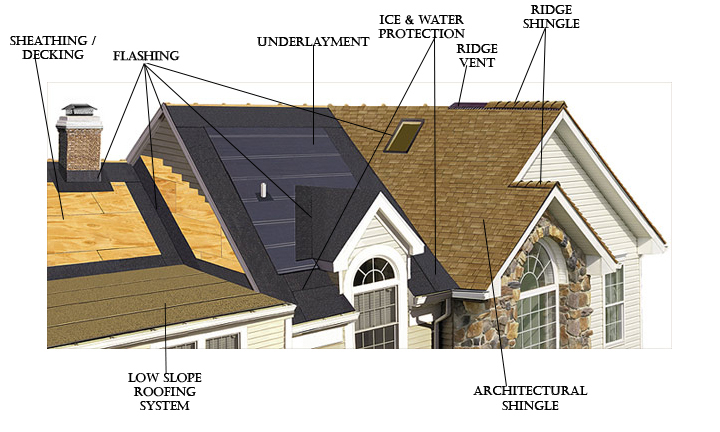 SHEATHING /
DECKING
FLASHING
UNDERLAYMENT
ICE & WATER
PROTECTION
RIDGE
VENT
RIDGE
SHINGLE
LOW SLOPE
ROOFING
SYSTEM
ARCHITECTURAL
SHINGLE